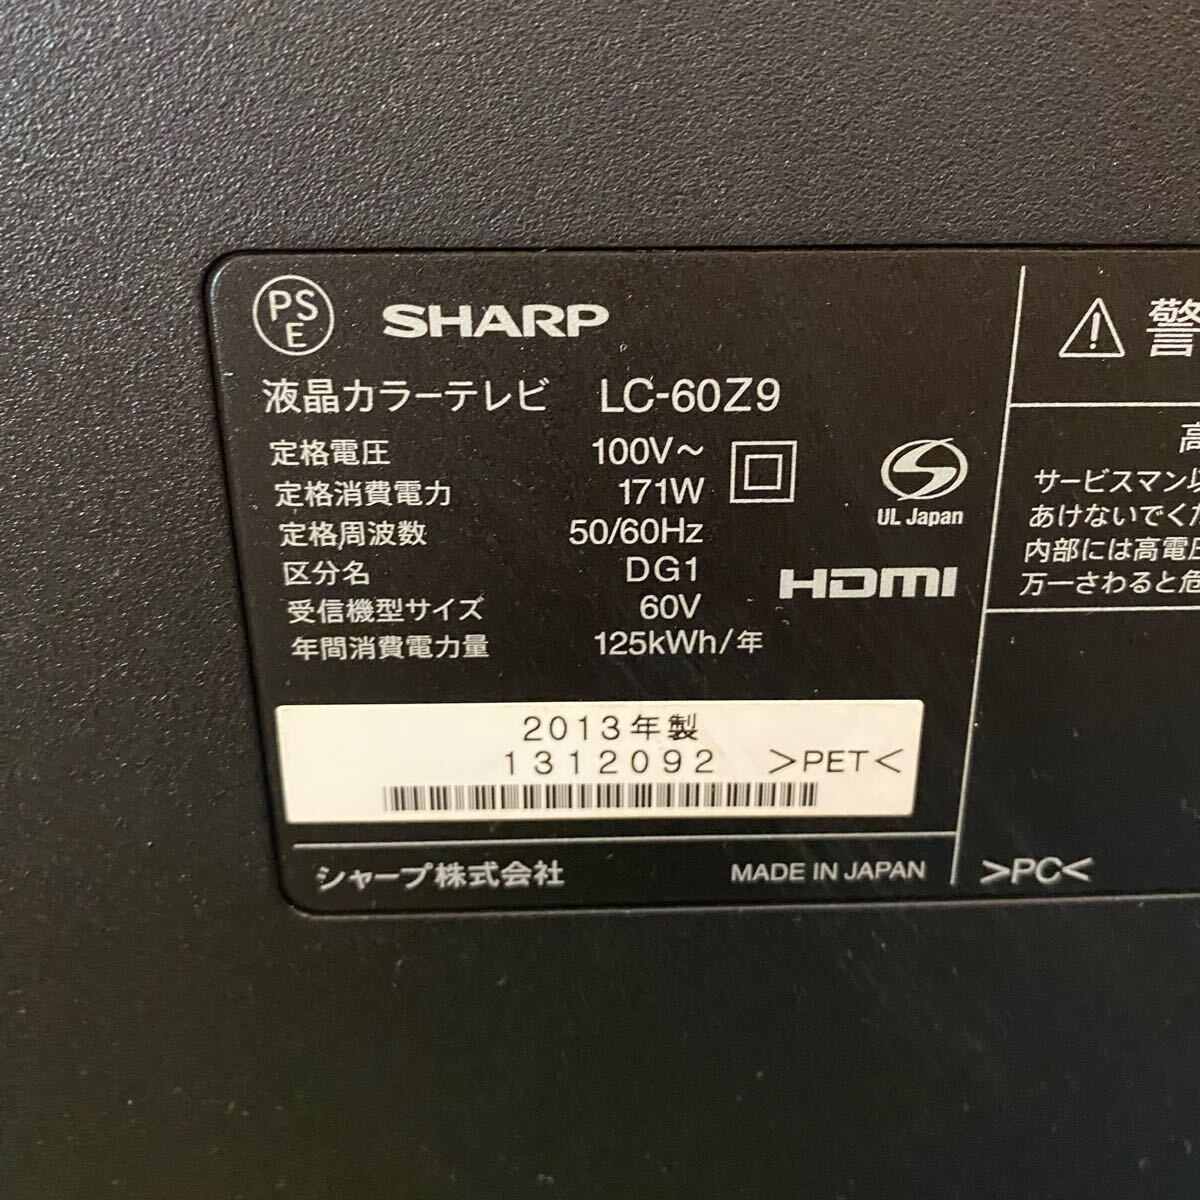 PSE
SHARP
液晶カラーテレビ LC-60Z9
定格電圧 100V～
定格消費電力 171W
定格周波数 50/60Hz
区分名 DG1
受信機型サイズ 60V
年間消費電力量 125kWh/年
UL Japan
HDMI
2013年製
1312092 >PET<
シャープ株式会社 MADE IN JAPAN
警
高
サービスマン以
あけないでくだ
内部には高電圧
万一さわると危
>PC<